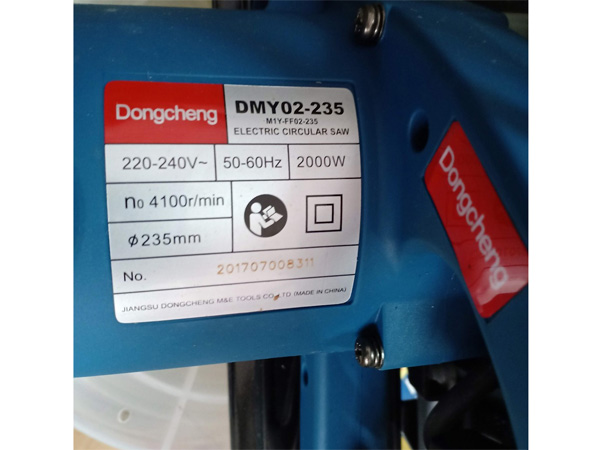 Dongcheng
DMY02-235
M1Y-FF02-235
ELECTRIC CIRCULAR SAW
220-240V~ 50-60Hz 2000W
n0 4100r/min
ø235mm
No. 201707008311
JIANGSU DONGCHENG M&E TOOLS CO.,LTD (MADE IN CHINA)
Dongcheng